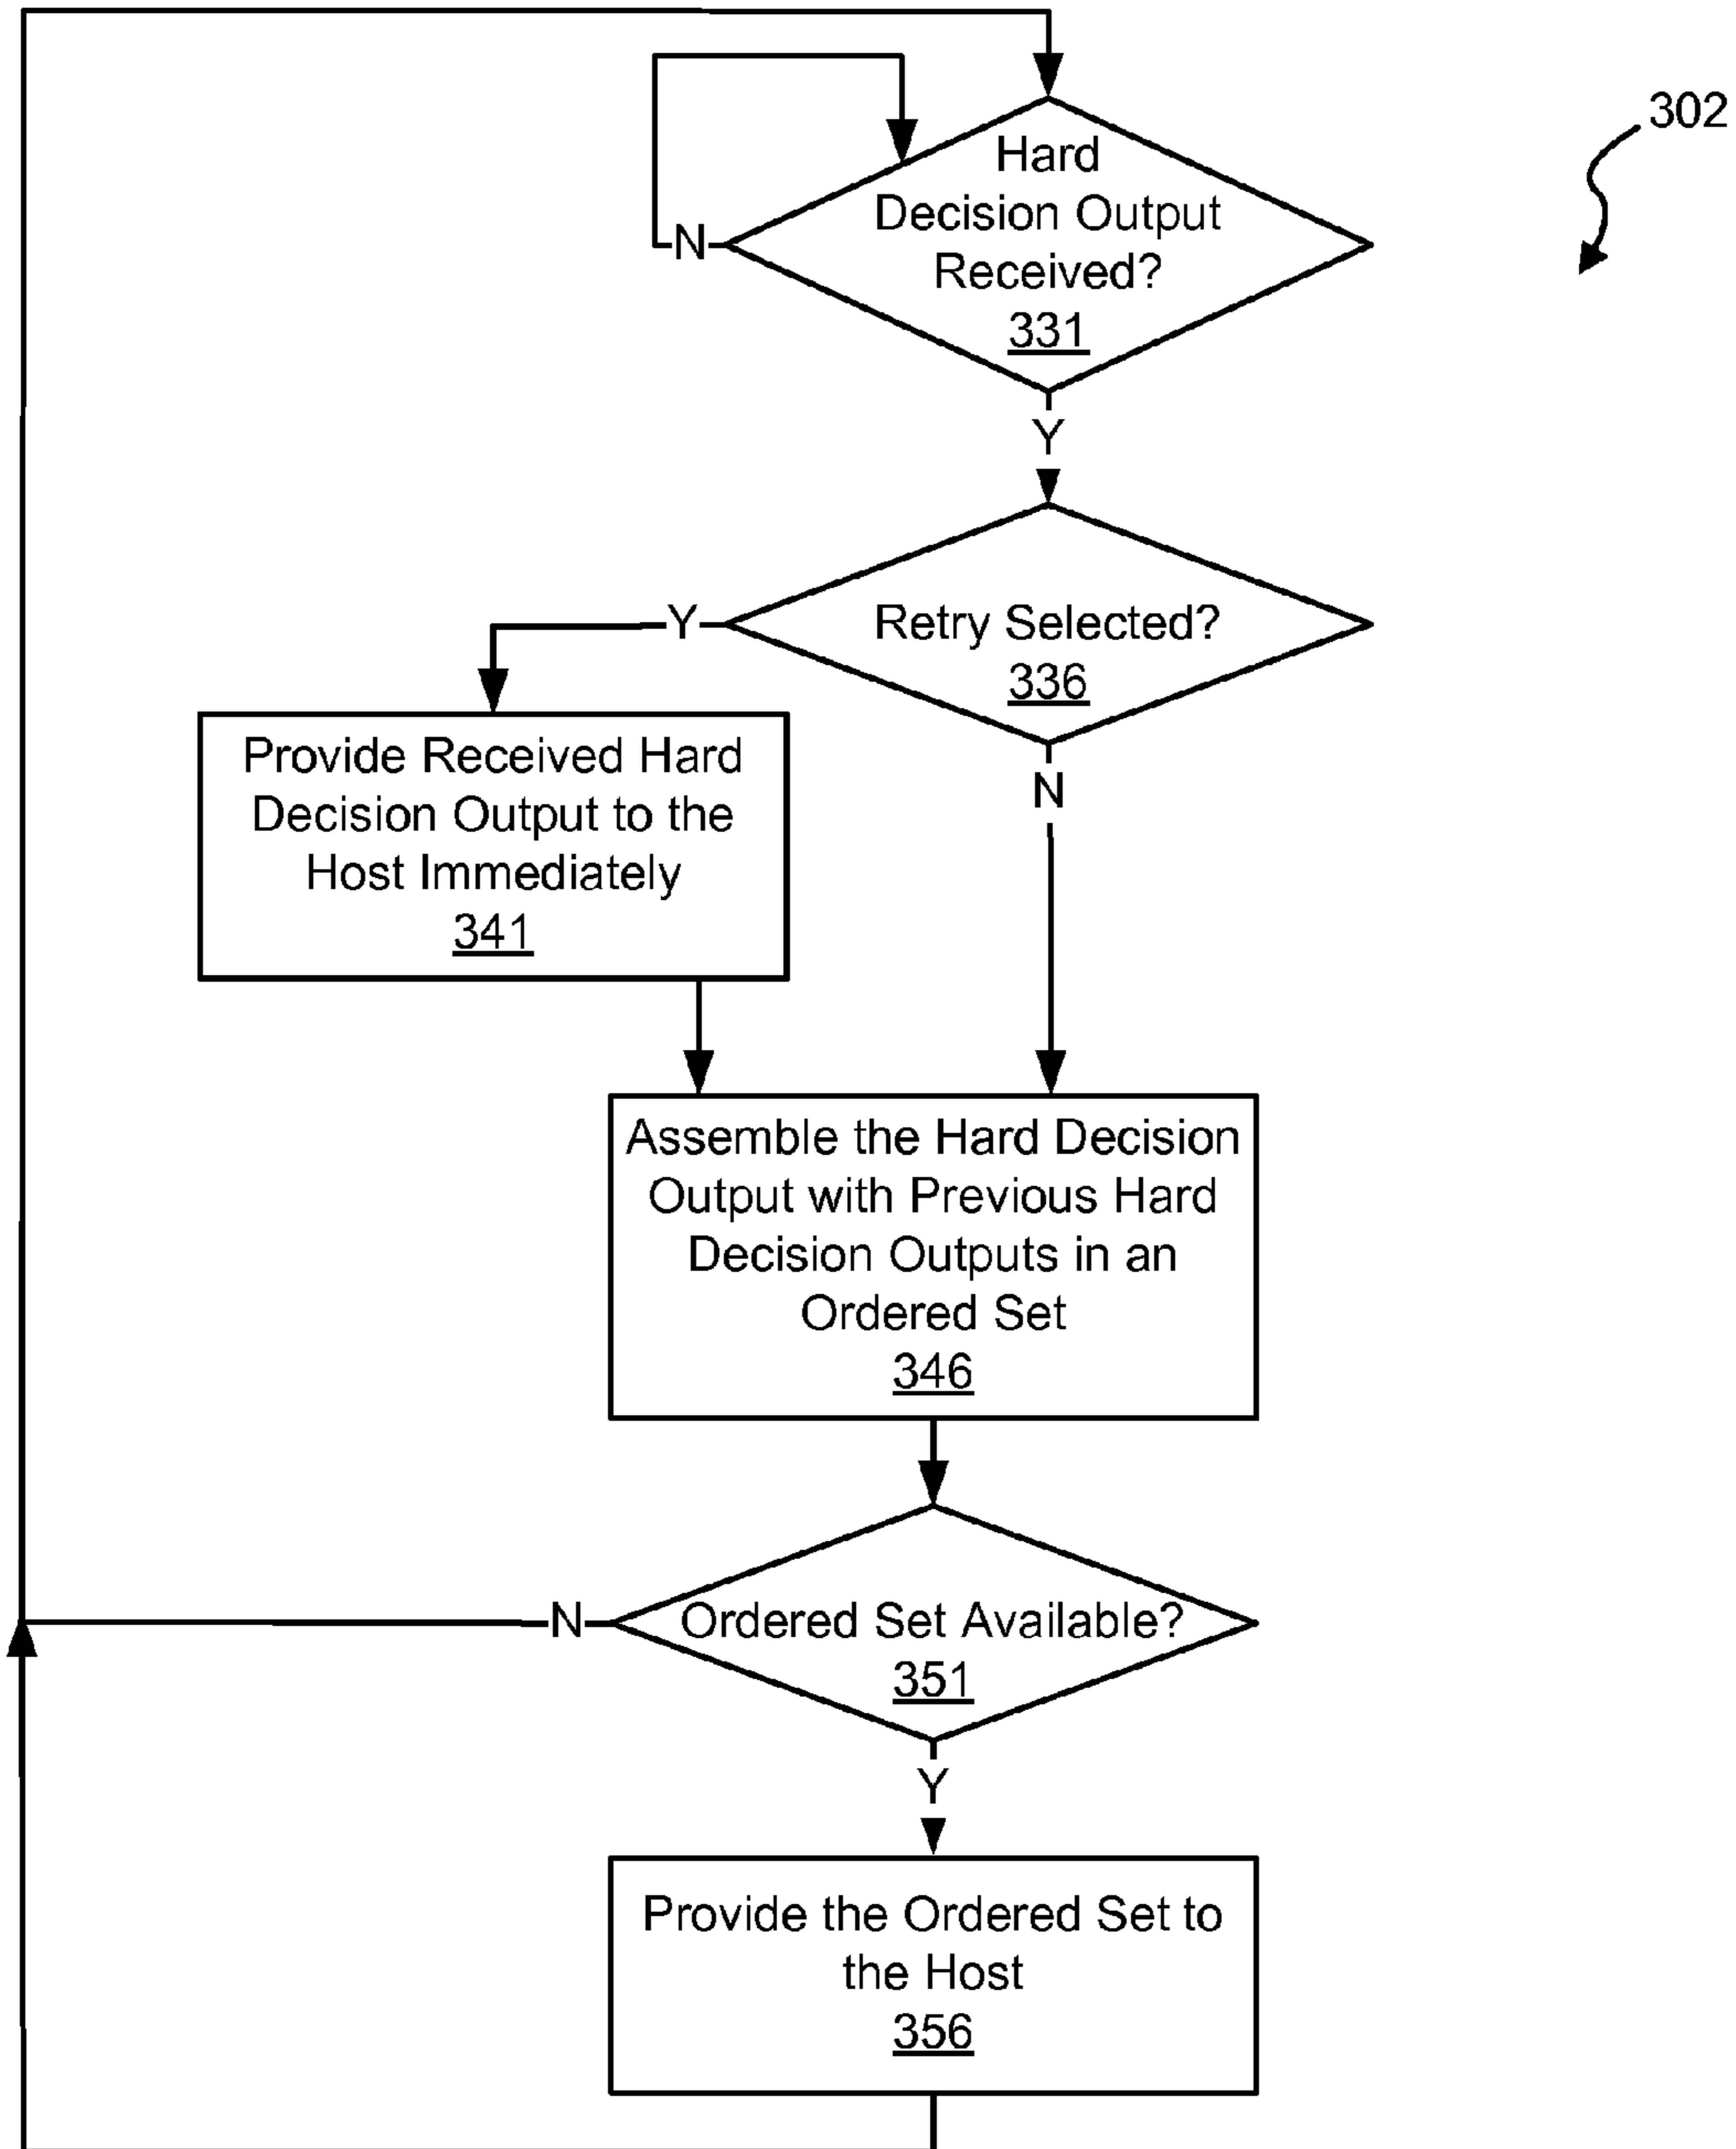 302
Hard
Decision Output
Received?
331
N
Y
Retry Selected?
336
Y
N
Provide Received Hard
Decision Output to the
Host Immediately
341
Assemble the Hard Decision
Output with Previous Hard
Decision Outputs in an
Ordered Set
346
Ordered Set Available?
351
N
Y
Provide the Ordered Set to
the Host
356